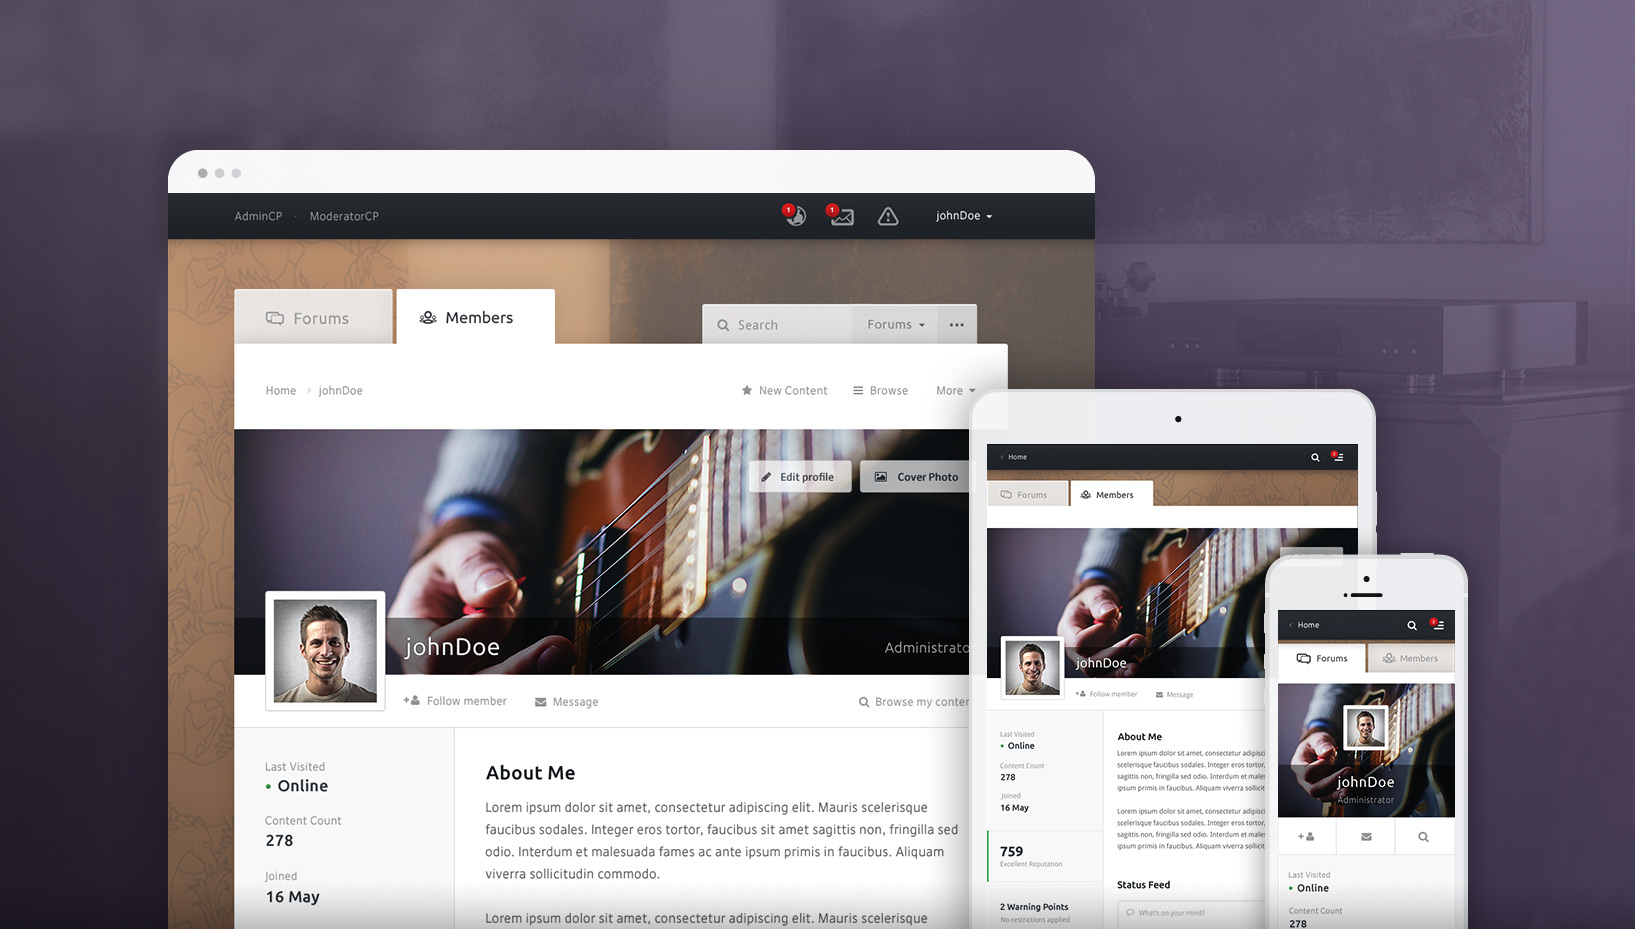 AdminCP · ModeratorCP
1
1
johnDoe
Forums
Members
Search
Forums
Home > johnDoe
New Content
Browse
More
Edit profile
Cover Photo
johnDoe
Administrato
Follow member
Message
Browse my conter
Last Visited
Online
Content Count
278
Joined
16 May
About Me
Lorem ipsum dolor sit amet, consectetur adipiscing elit. Mauris scelerisque
faucibus sodales. Integer eros tortor, faucibus sit amet sagittis non, fringilla sed
odio. Interdum et malesuada fames ac ante ipsum primis in faucibus. Aliquam
viverra sollicitudin commodo.
Lorem ipsum dolor sit amet, consectetur adipiscing elit. Mauris scelerisque
Home
Forums
Members
johnDoe
Follow member
Message
Last Visited
Online
Content Count
278
Joined
16 May
759
Excellent Reputation
2 Warning Points
No restrictions applied
About Me
Lorem ipsum dolor sit amet, consectetur adipisci
scelerisque faucibus sodales. Integer eros tortor,
sagittis non, fringilla sed odio. Interdum et males
ipsum primis in faucibus. Aliquam viverra sollicit
Lorem ipsum dolor sit amet, consectetur adipisci
scelerisque faucibus sodales. Integer eros tortor,
sagittis non, fringilla sed odio. Interdum et males
ipsum primis in faucibus. Aliquam viverra sollicit
Status Feed
What's on your mind?
Home
Forums
Members
johnDoe
Administrator
Last Visited
Online
Content Count
278